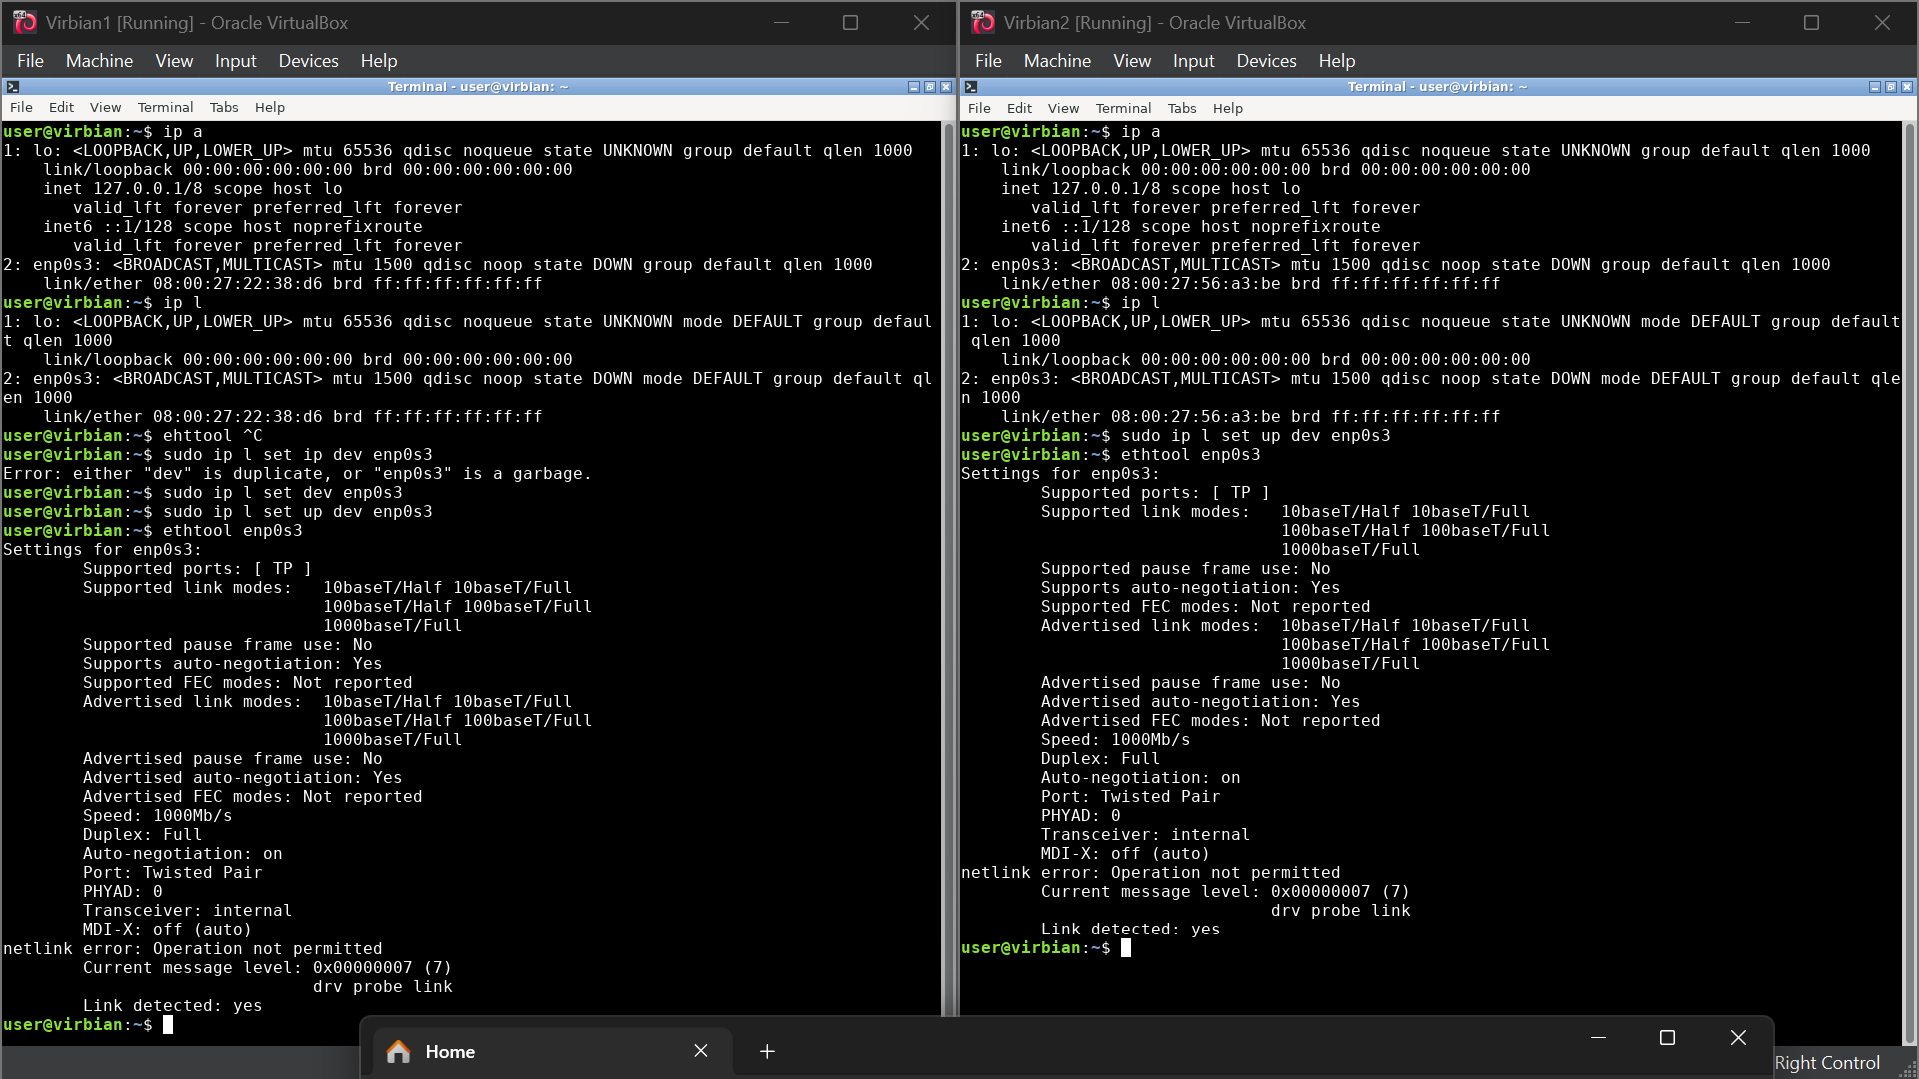 Virbian1 [Running] - Oracle VirtualBox
File Machine View Input Devices Help
Terminal - user@virbian: ~
File Edit View Terminal Tabs Help
user@virbian:~$ ip a
1: lo: <LOOPBACK,UP,LOWER_UP> mtu 65536 qdisc noqueue state UNKNOWN group default qlen 1000
    link/loopback 00:00:00:00:00:00 brd 00:00:00:00:00:00
    inet 127.0.0.1/8 scope host lo
       valid_lft forever preferred_lft forever
    inet6 ::1/128 scope host noprefixroute
       valid_lft forever preferred_lft forever
2: enp0s3: <BROADCAST,MULTICAST> mtu 1500 qdisc noop state DOWN group default qlen 1000
    link/ether 08:00:27:22:38:d6 brd ff:ff:ff:ff:ff:ff
user@virbian:~$ ip l
1: lo: <LOOPBACK,UP,LOWER_UP> mtu 65536 qdisc noqueue state UNKNOWN mode DEFAULT group defaul
t qlen 1000
    link/loopback 00:00:00:00:00:00 brd 00:00:00:00:00:00
2: enp0s3: <BROADCAST,MULTICAST> mtu 1500 qdisc noop state DOWN mode DEFAULT group default ql
en 1000
    link/ether 08:00:27:22:38:d6 brd ff:ff:ff:ff:ff:ff
user@virbian:~$ ehttool ^C
user@virbian:~$ sudo ip l set ip dev enp0s3
Error: either "dev" is duplicate, or "enp0s3" is a garbage.
user@virbian:~$ sudo ip l set dev enp0s3
user@virbian:~$ sudo ip l set up dev enp0s3
user@virbian:~$ ethtool enp0s3
Settings for enp0s3:
        Supported ports: [ TP ]
        Supported link modes:   10baseT/Half 10baseT/Full
                                100baseT/Half 100baseT/Full
                                1000baseT/Full
        Supported pause frame use: No
        Supports auto-negotiation: Yes
        Supported FEC modes: Not reported
        Advertised link modes:  10baseT/Half 10baseT/Full
                                100baseT/Half 100baseT/Full
                                1000baseT/Full
        Advertised pause frame use: No
        Advertised auto-negotiation: Yes
        Advertised FEC modes: Not reported
        Speed: 1000Mb/s
        Duplex: Full
        Auto-negotiation: on
        Port: Twisted Pair
        PHYAD: 0
        Transceiver: internal
        MDI-X: off (auto)
netlink error: Operation not permitted
        Current message level: 0x00000007 (7)
                               drv probe link
        Link detected: yes
user@virbian:~$
Virbian2 [Running] - Oracle VirtualBox
File Machine View Input Devices Help
Terminal - user@virbian: ~
File Edit View Terminal Tabs Help
user@virbian:~$ ip a
1: lo: <LOOPBACK,UP,LOWER_UP> mtu 65536 qdisc noqueue state UNKNOWN group default qlen 1000
    link/loopback 00:00:00:00:00:00 brd 00:00:00:00:00:00
    inet 127.0.0.1/8 scope host lo
       valid_lft forever preferred_lft forever
    inet6 ::1/128 scope host noprefixroute
       valid_lft forever preferred_lft forever
2: enp0s3: <BROADCAST,MULTICAST> mtu 1500 qdisc noop state DOWN group default qlen 1000
    link/ether 08:00:27:56:a3:be brd ff:ff:ff:ff:ff:ff
user@virbian:~$ ip l
1: lo: <LOOPBACK,UP,LOWER_UP> mtu 65536 qdisc noqueue state UNKNOWN mode DEFAULT group default
 qlen 1000
    link/loopback 00:00:00:00:00:00 brd 00:00:00:00:00:00
2: enp0s3: <BROADCAST,MULTICAST> mtu 1500 qdisc noop state DOWN mode DEFAULT group default qle
n 1000
    link/ether 08:00:27:56:a3:be brd ff:ff:ff:ff:ff:ff
user@virbian:~$ sudo ip l set up dev enp0s3
user@virbian:~$ ethtool enp0s3
Settings for enp0s3:
        Supported ports: [ TP ]
        Supported link modes:   10baseT/Half 10baseT/Full
                                100baseT/Half 100baseT/Full
                                1000baseT/Full
        Supported pause frame use: No
        Supports auto-negotiation: Yes
        Supported FEC modes: Not reported
        Advertised link modes:  10baseT/Half 10baseT/Full
                                100baseT/Half 100baseT/Full
                                1000baseT/Full
        Advertised pause frame use: No
        Advertised auto-negotiation: Yes
        Advertised FEC modes: Not reported
        Speed: 1000Mb/s
        Duplex: Full
        Auto-negotiation: on
        Port: Twisted Pair
        PHYAD: 0
        Transceiver: internal
        MDI-X: off (auto)
netlink error: Operation not permitted
        Current message level: 0x00000007 (7)
                               drv probe link
        Link detected: yes
user@virbian:~$
Home
Right Control